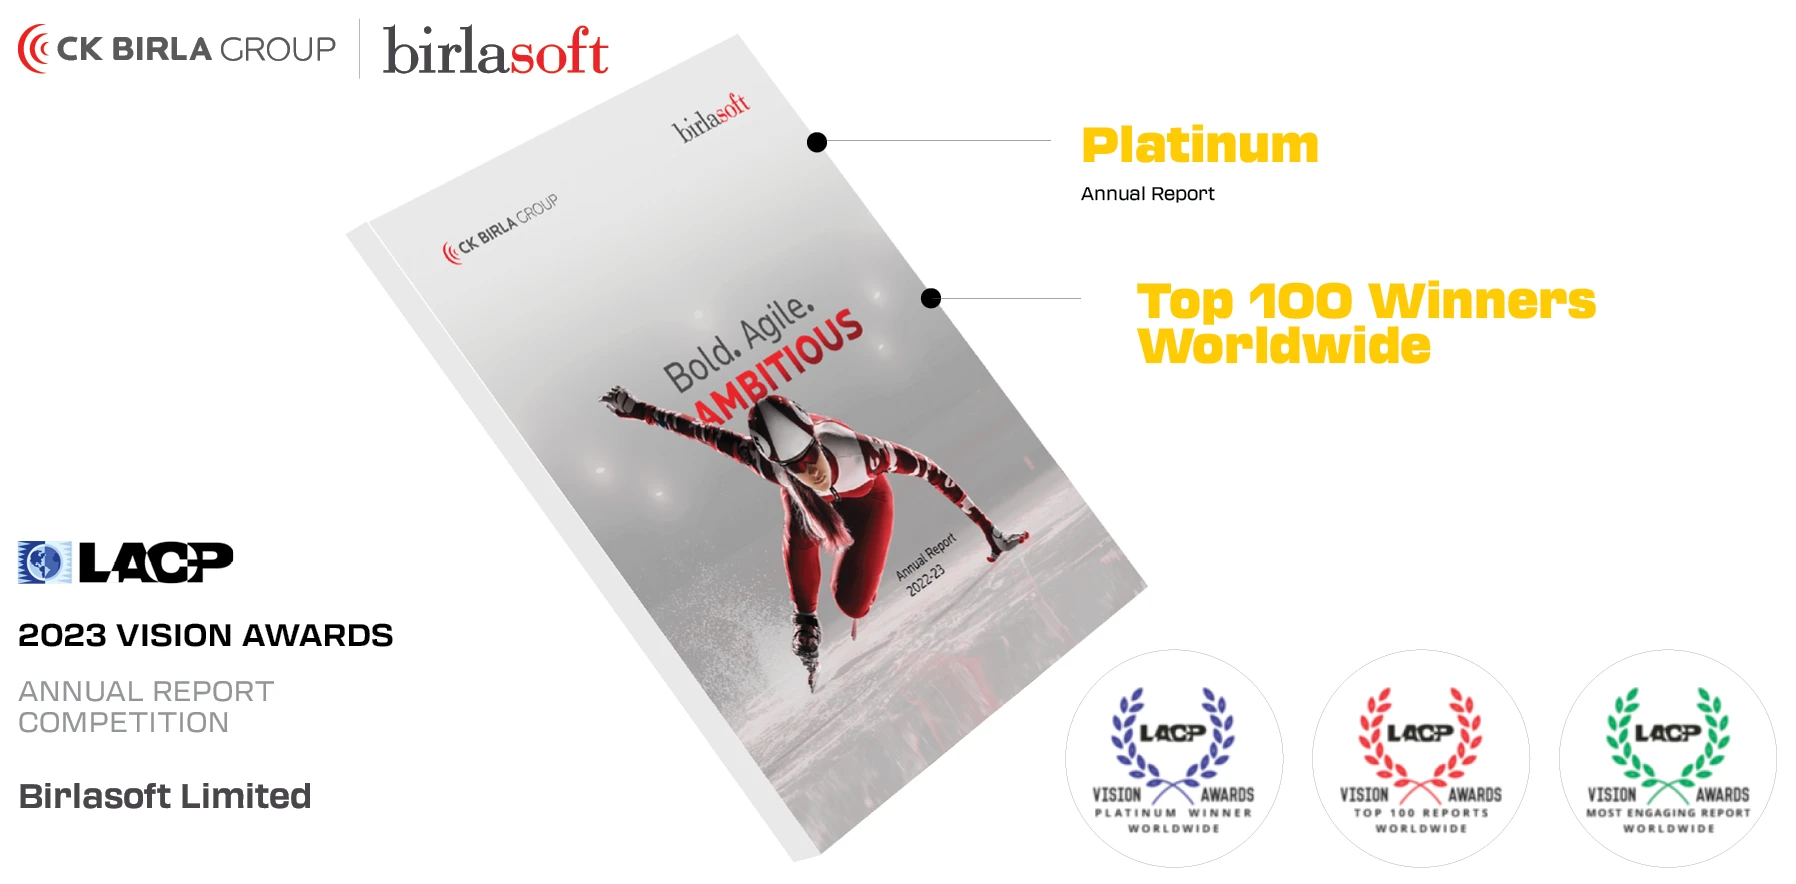 CK BIRLA GROUP
birlasoft
birlasoft
CK BIRLA GROUP
Bold. Agile.
AMBITIOUS
Annual Report
2022-23
Platinum
Annual Report
Top 100 Winners
Worldwide
LACP
2023 VISION AWARDS
ANNUAL REPORT
COMPETITION
Birlasoft Limited
LACP
VISION AWARDS
PLATINUM WINNER
WORLDWIDE
LACP
VISION AWARDS
TOP 100 REPORTS
WORLDWIDE
LACP
VISION AWARDS
MOST ENGAGING REPORT
WORLDWIDE